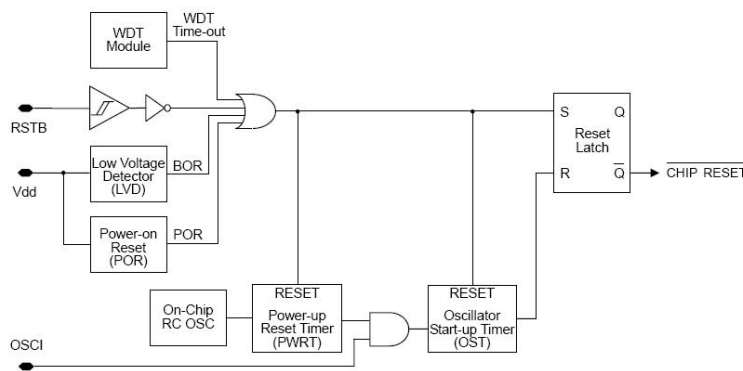 WDT
Module
WDT
Time-out
RSTB
Low Voltage
Detector
(LVD)
BOR
Vdd
Power-on
Reset
(POR)
POR
S
Q
Reset
Latch
R
Q
CHIP RESET
On-Chip
RC OSC
RESET
Power-up
Reset Timer
(PWRT)
RESET
Oscillator
Start-up Timer
(OST)
OSCI